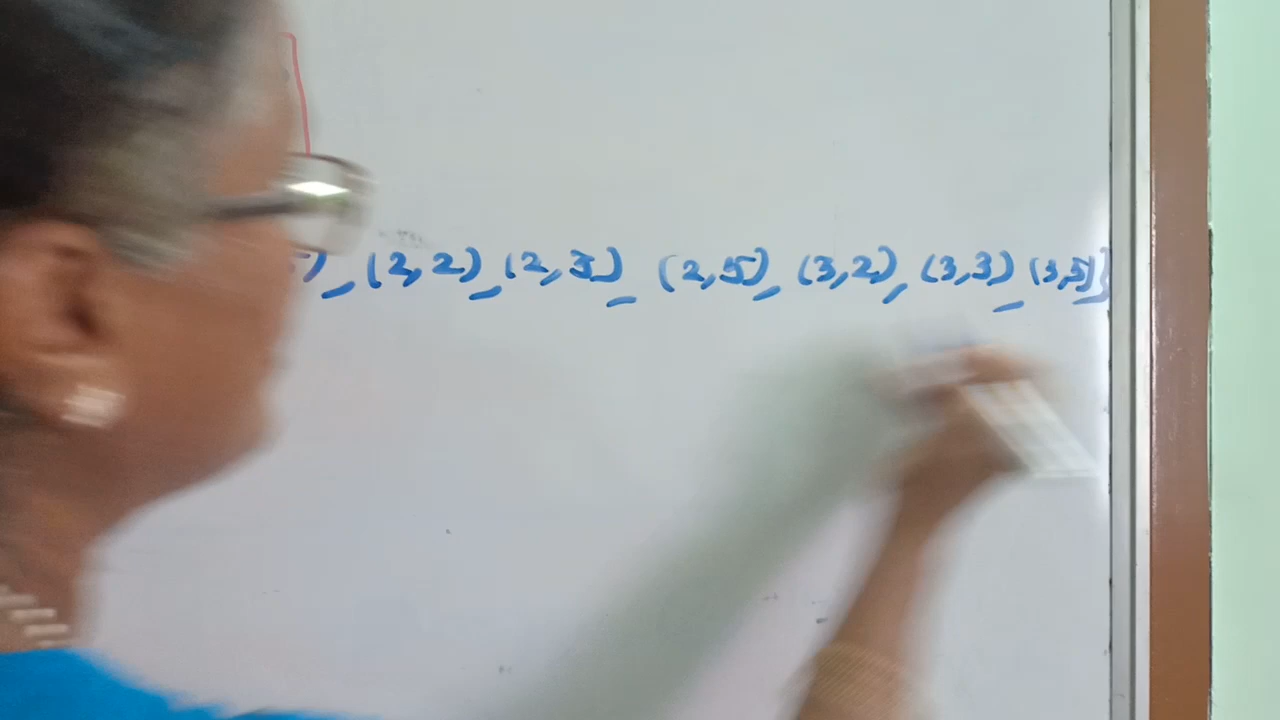 ), (2,2), (2,3), (2,5), (3,2), (3,3), (3,5)}